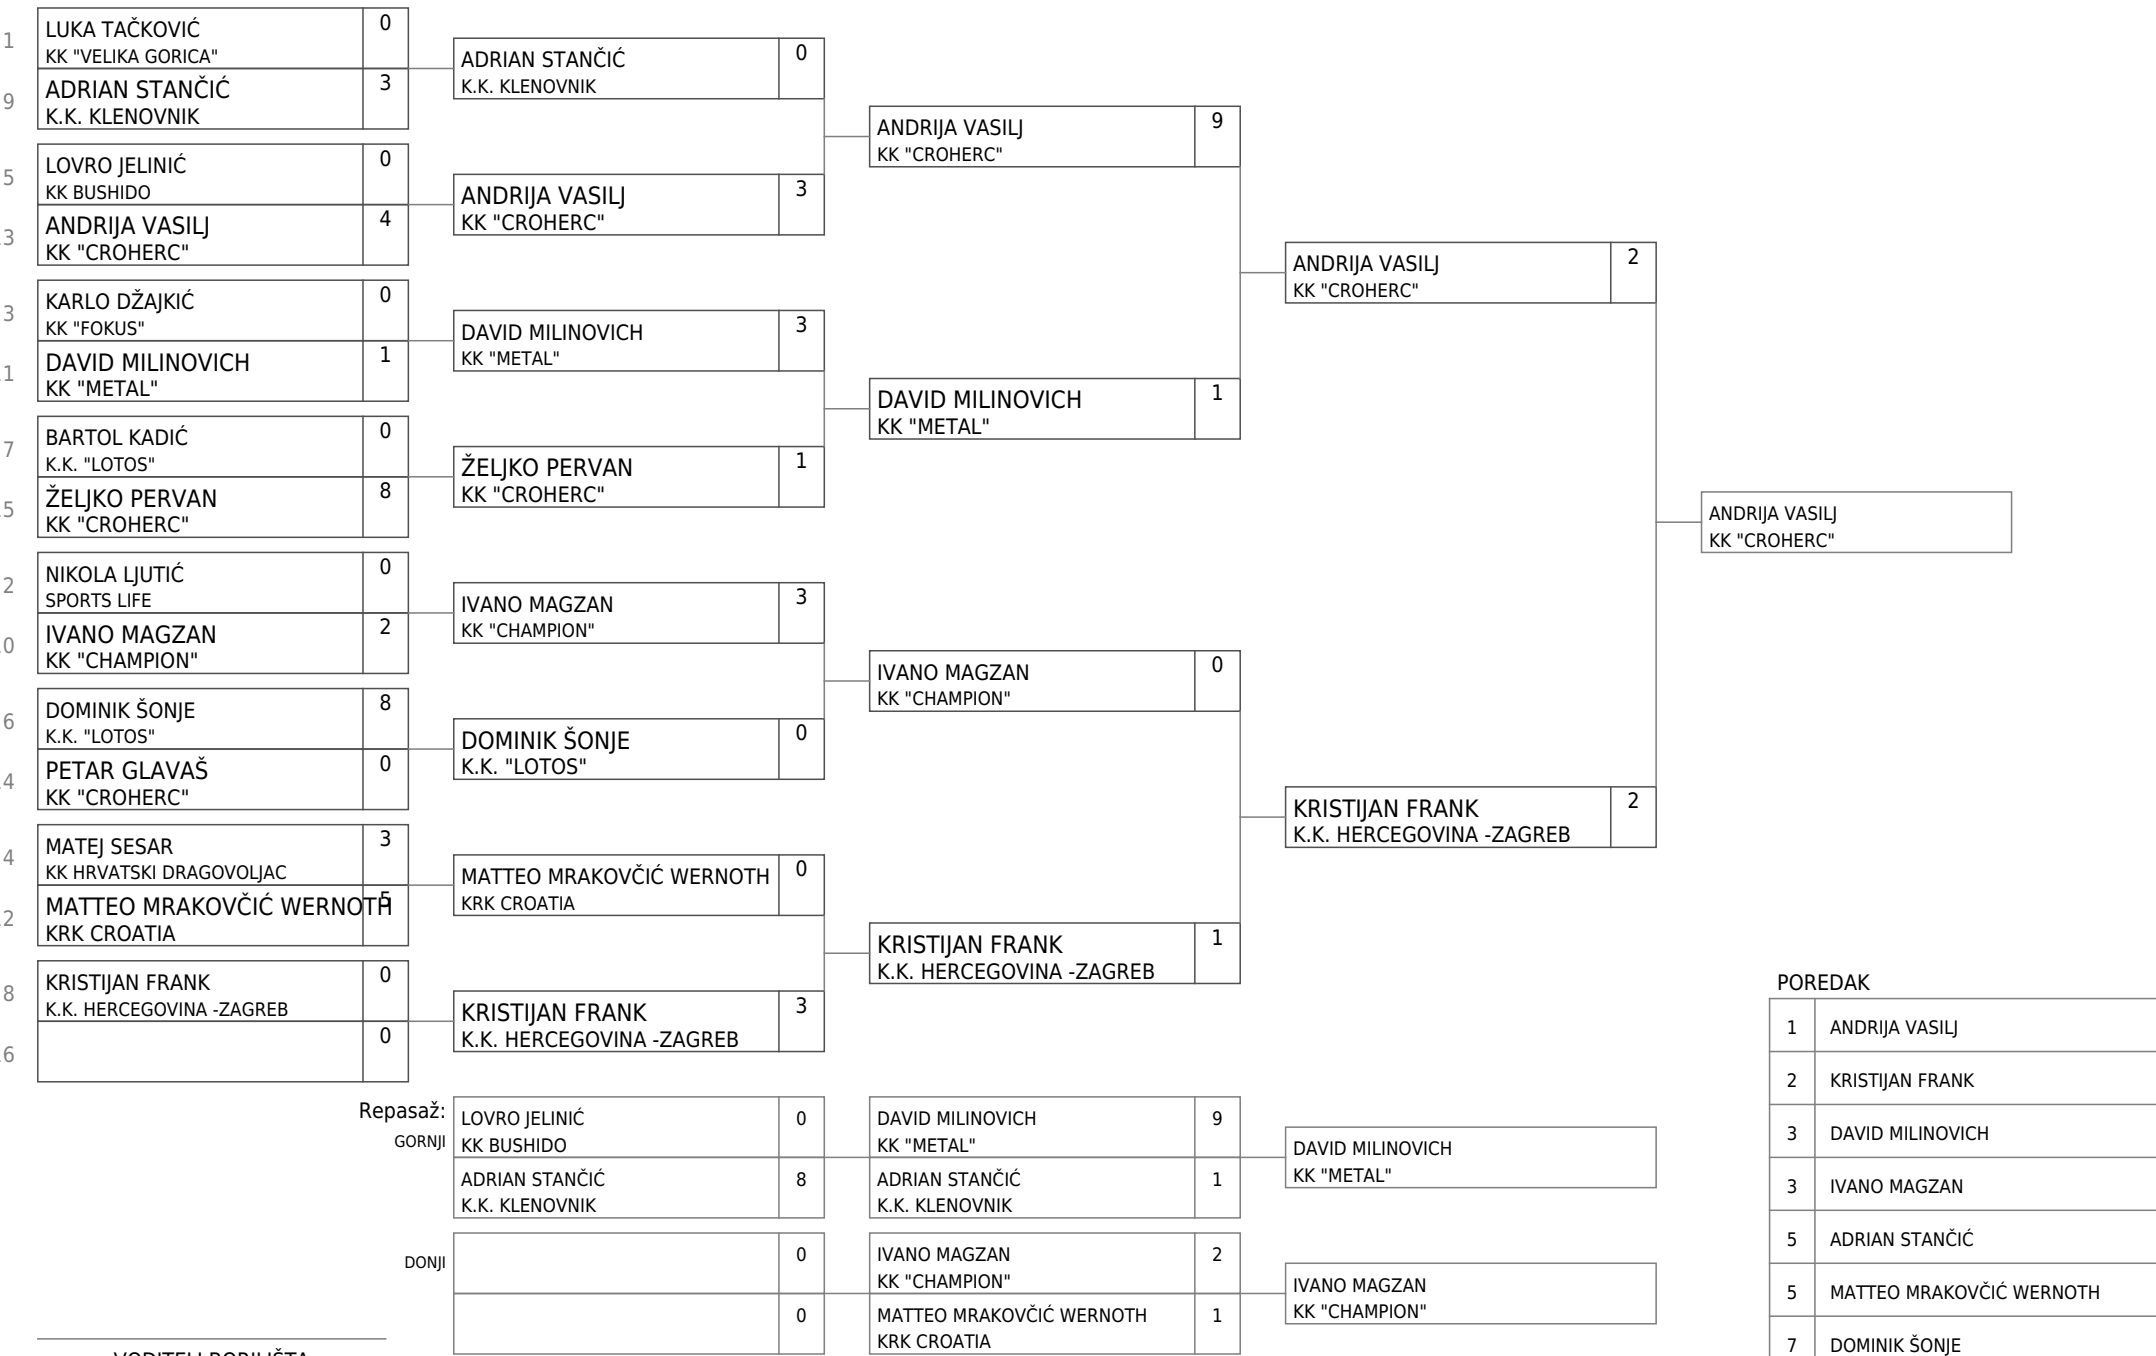 1
LUKA TAČKOVIĆ
KK "VELIKA GORICA"
0
9
ADRIAN STANČIĆ
K.K. KLENOVNIK
3
5
LOVRO JELINIĆ
KK BUSHIDO
0
3
ANDRIJA VASILJ
KK "CROHERC"
4
3
KARLO DŽAJKIĆ
KK "FOKUS"
0
1
DAVID MILINOVICH
KK "METAL"
1
7
BARTOL KADIĆ
K.K. "LOTOS"
0
5
ŽELJKO PERVAN
KK "CROHERC"
8
2
NIKOLA LJUTIĆ
SPORTS LIFE
0
0
IVANO MAGZAN
KK "CHAMPION"
2
6
DOMINIK ŠONJE
K.K. "LOTOS"
8
4
PETAR GLAVAŠ
KK "CROHERC"
0
4
MATEJ SESAR
KK HRVATSKI DRAGOVOLJAC
3
2
MATTEO MRAKOVČIĆ WERNOTH
KRK CROATIA
5
8
KRISTIJAN FRANK
K.K. HERCEGOVINA -ZAGREB
0
6
0
ADRIAN STANČIĆ
K.K. KLENOVNIK
0
ANDRIJA VASILJ
KK "CROHERC"
3
DAVID MILINOVICH
KK "METAL"
3
ŽELJKO PERVAN
KK "CROHERC"
1
IVANO MAGZAN
KK "CHAMPION"
3
DOMINIK ŠONJE
K.K. "LOTOS"
0
MATTEO MRAKOVČIĆ WERNOTH
KRK CROATIA
0
KRISTIJAN FRANK
K.K. HERCEGOVINA -ZAGREB
3
ANDRIJA VASILJ
KK "CROHERC"
9
DAVID MILINOVICH
KK "METAL"
1
IVANO MAGZAN
KK "CHAMPION"
0
KRISTIJAN FRANK
K.K. HERCEGOVINA -ZAGREB
1
ANDRIJA VASILJ
KK "CROHERC"
2
KRISTIJAN FRANK
K.K. HERCEGOVINA -ZAGREB
2
ANDRIJA VASILJ
KK "CROHERC"
Repasaž:
GORNJI
LOVRO JELINIĆ
KK BUSHIDO
0
ADRIAN STANČIĆ
K.K. KLENOVNIK
8
DAVID MILINOVICH
KK "METAL"
9
ADRIAN STANČIĆ
K.K. KLENOVNIK
1
DAVID MILINOVICH
KK "METAL"
DONJI
0
0
IVANO MAGZAN
KK "CHAMPION"
2
MATTEO MRAKOVČIĆ WERNOTH
KRK CROATIA
1
IVANO MAGZAN
KK "CHAMPION"
POREDAK
1 ANDRIJA VASILJ
2 KRISTIJAN FRANK
3 DAVID MILINOVICH
3 IVANO MAGZAN
5 ADRIAN STANČIĆ
5 MATTEO MRAKOVČIĆ WERNOTH
7 DOMINIK ŠONJE